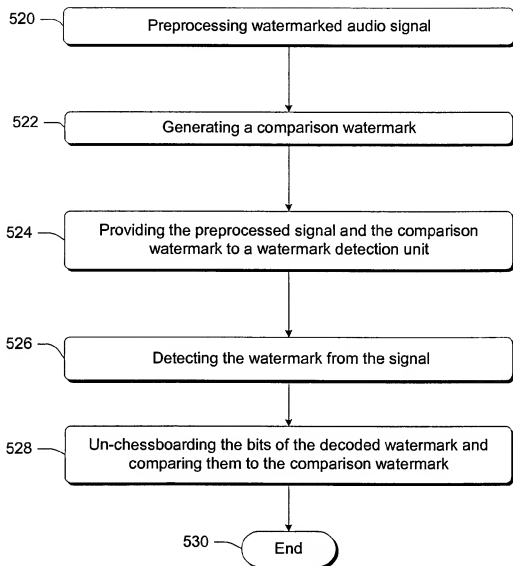 520
Preprocessing watermarked audio signal
522
Generating a comparison watermark
524
Providing the preprocessed signal and the comparison
watermark to a watermark detection unit
526
Detecting the watermark from the signal
528
Un-chessboarding the bits of the decoded watermark and
comparing them to the comparison watermark
530
End